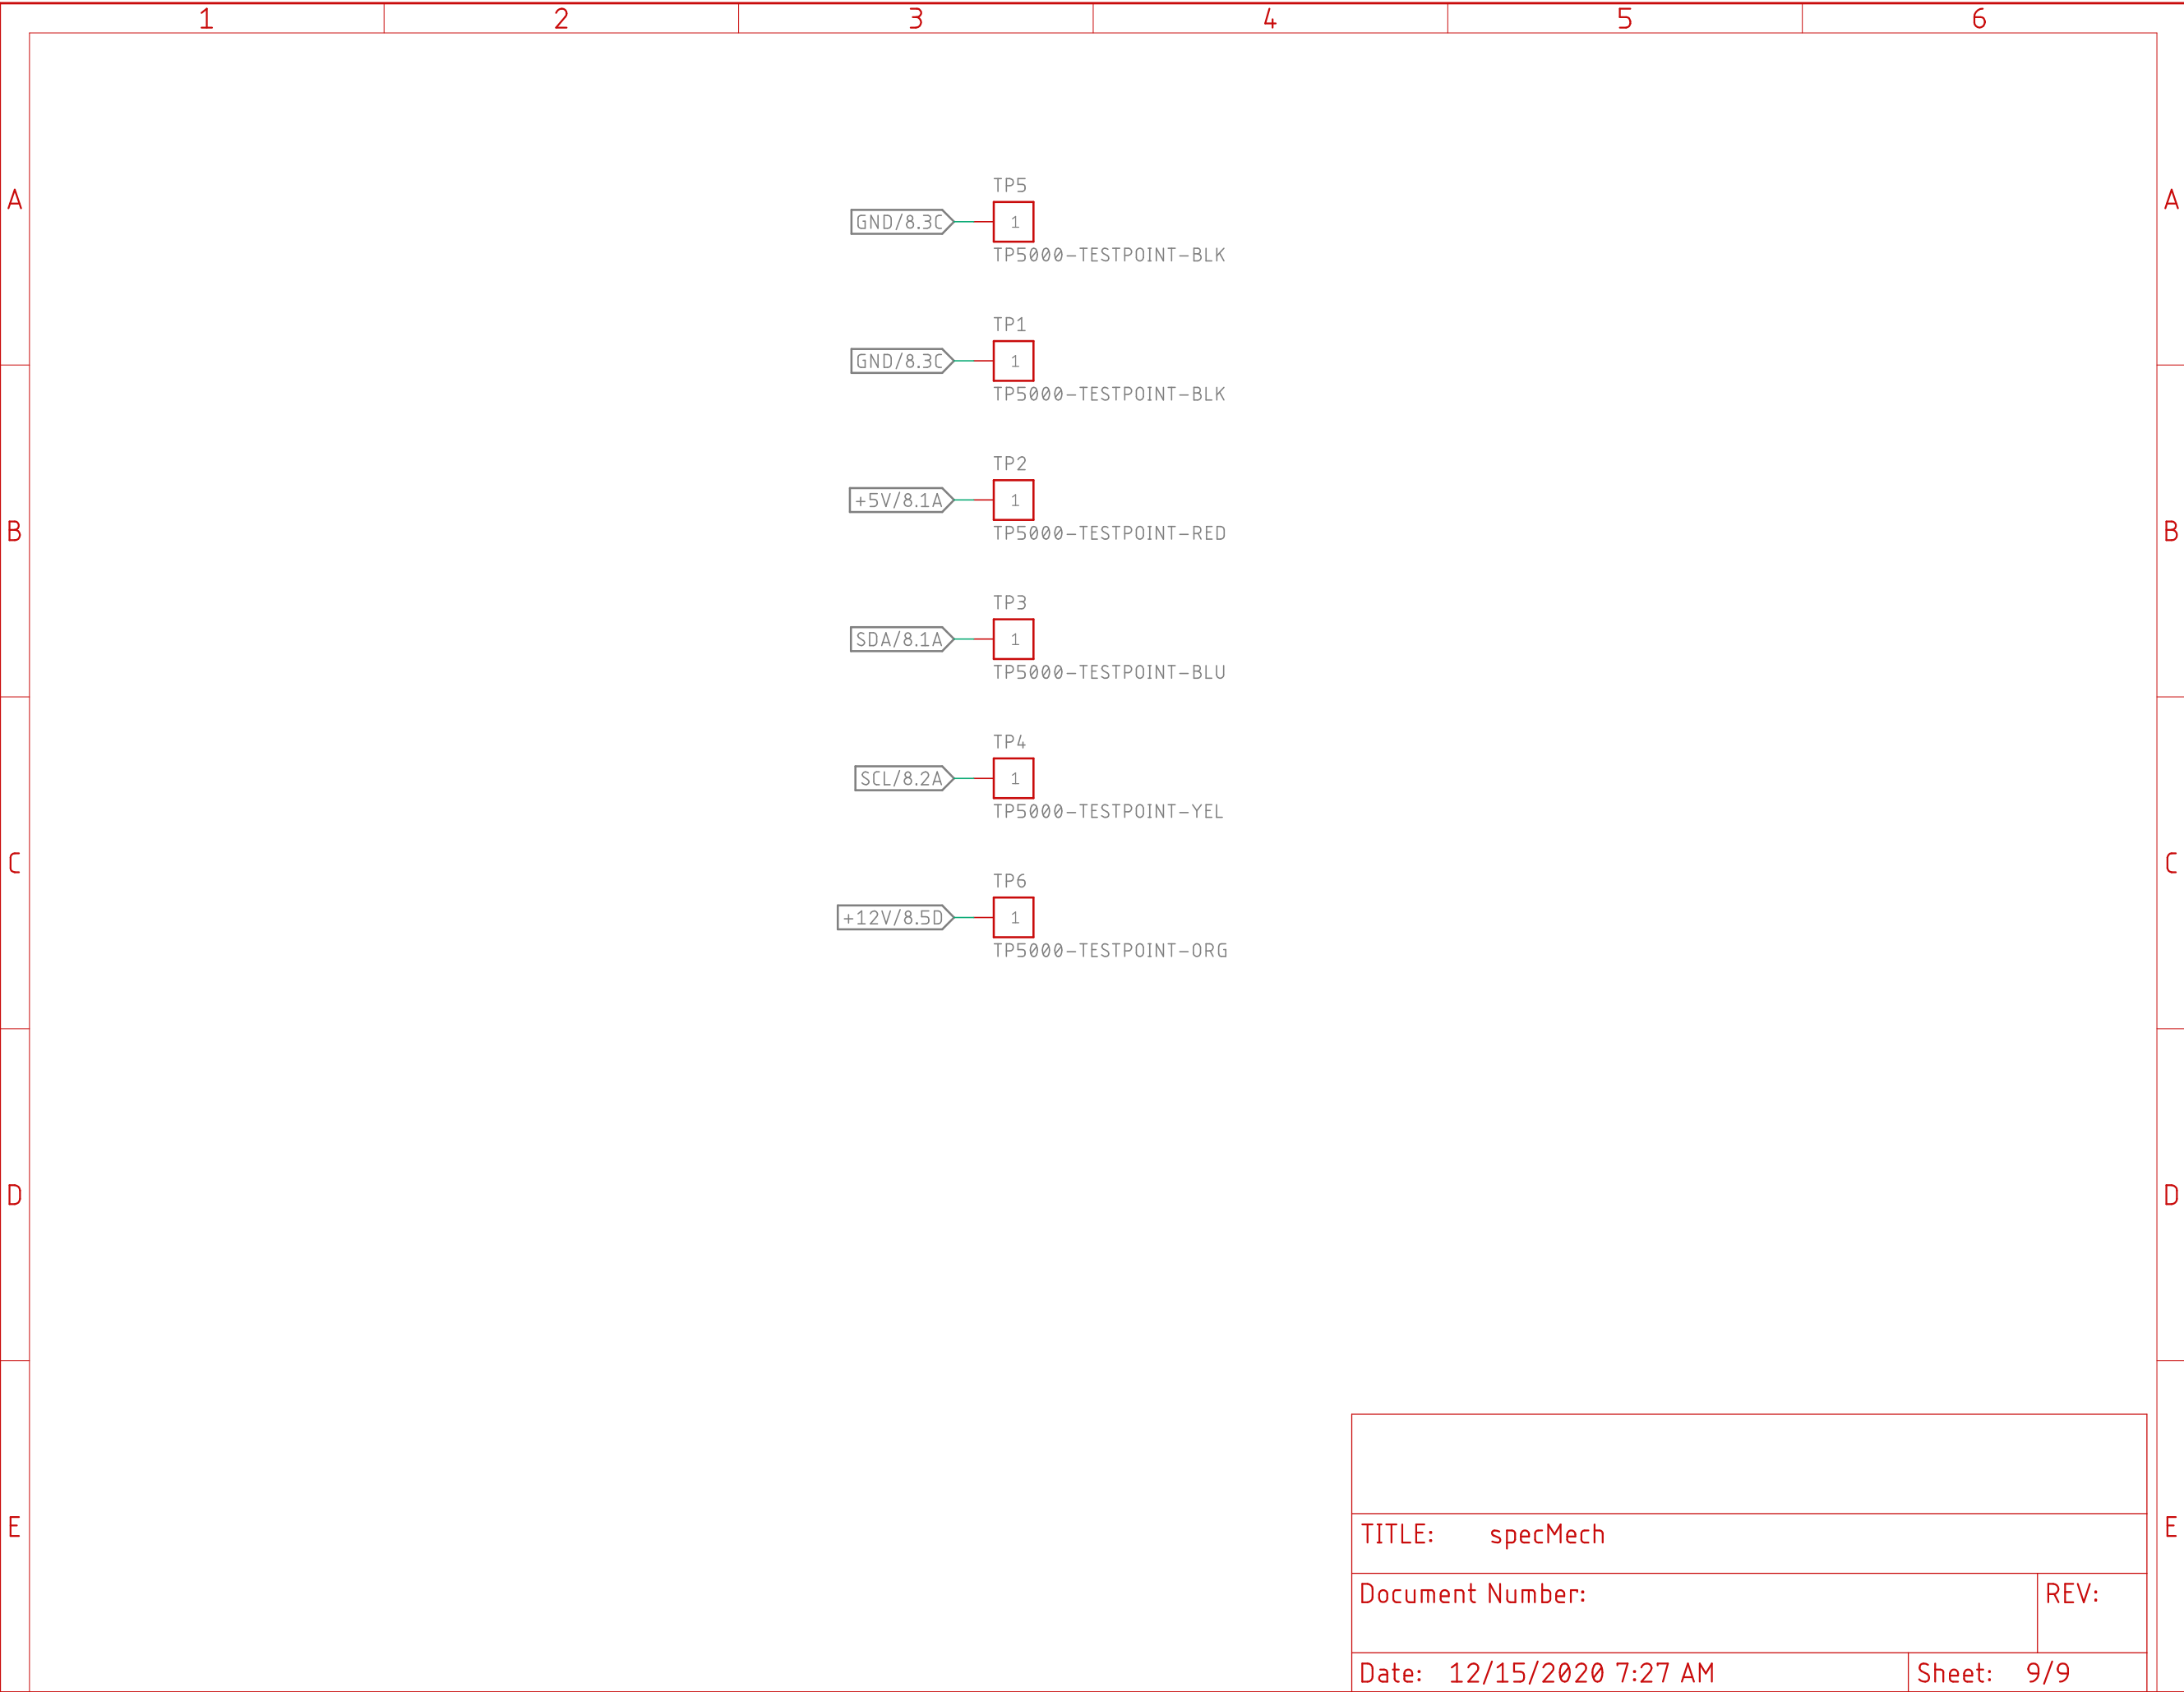 1 2 3 4 5 6
A A
TP5
GND/8.3C 1
TP5000-TESTPOINT-BLK
TP1
GND/8.3C 1
TP5000-TESTPOINT-BLK
TP2
+5V/8.1A 1
TP5000-TESTPOINT-RED
B B
TP3
SDA/8.1A 1
TP5000-TESTPOINT-BLU
TP4
SCL/8.2A 1
TP5000-TESTPOINT-YEL
C C
TP6
+12V/8.5D 1
TP5000-TESTPOINT-ORG
D D
E E
TITLE: specMech
Document Number: REV:
Date: 12/15/2020 7:27 AM Sheet: 9/9